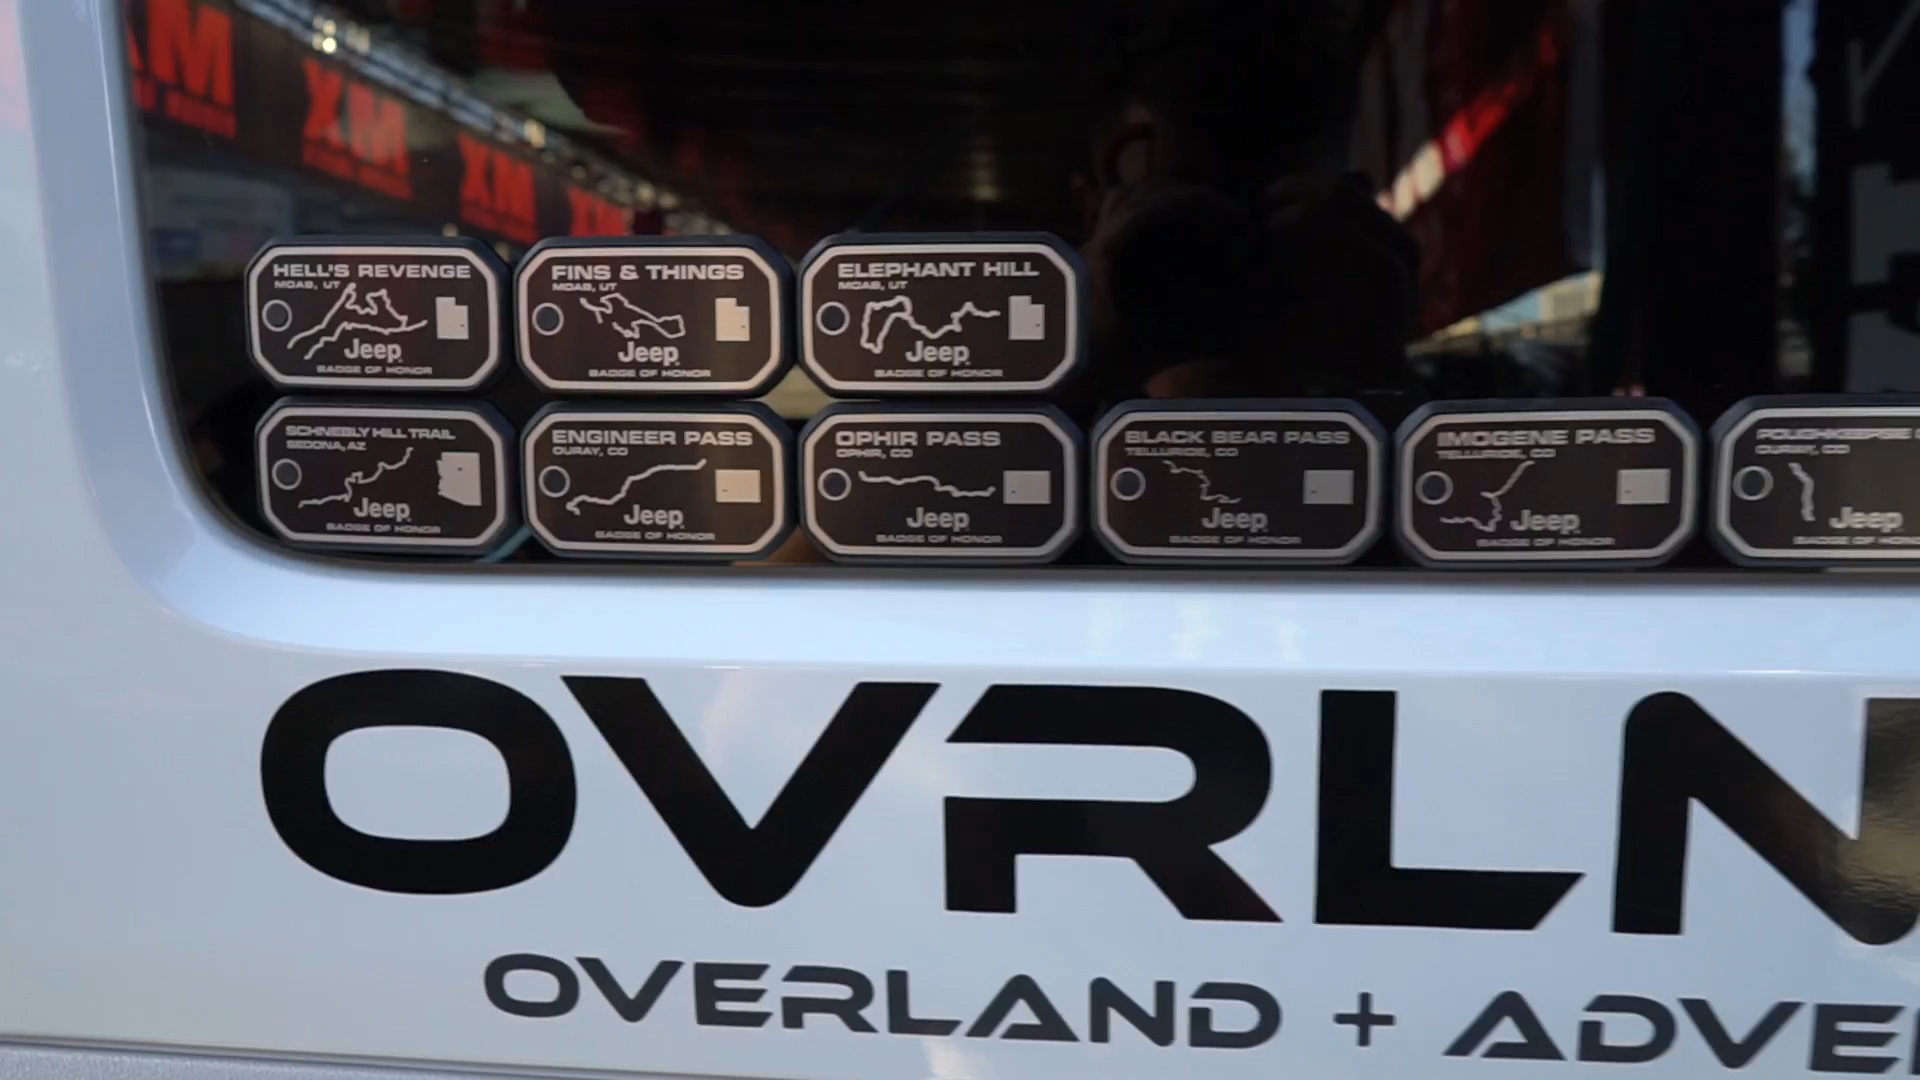 XM
XM
XM
HELL'S REVENGE
MOAB, UT
Jeep
BADGE OF HONOR
FINS & THINGS
MOAB, UT
Jeep
BADGE OF HONOR
ELEPHANT HILL
MOAB, UT
Jeep
BADGE OF HONOR
SCHNEBLY HILL TRAIL
SEDONA, AZ
Jeep
BADGE OF HONOR
ENGINEER PASS
OURAY, CO
Jeep
BADGE OF HONOR
OPHIR PASS
OPHIR, CO
Jeep
BADGE OF HONOR
BLACK BEAR PASS
TELLURIDE, CO
Jeep
BADGE OF HONOR
IMOGENE PASS
TELLURIDE, CO
Jeep
BADGE OF HONOR
POUGHKEEPSIE
OURAY, CO
Jeep
BADGE OF
OVRLN
OVERLAND + ADVE